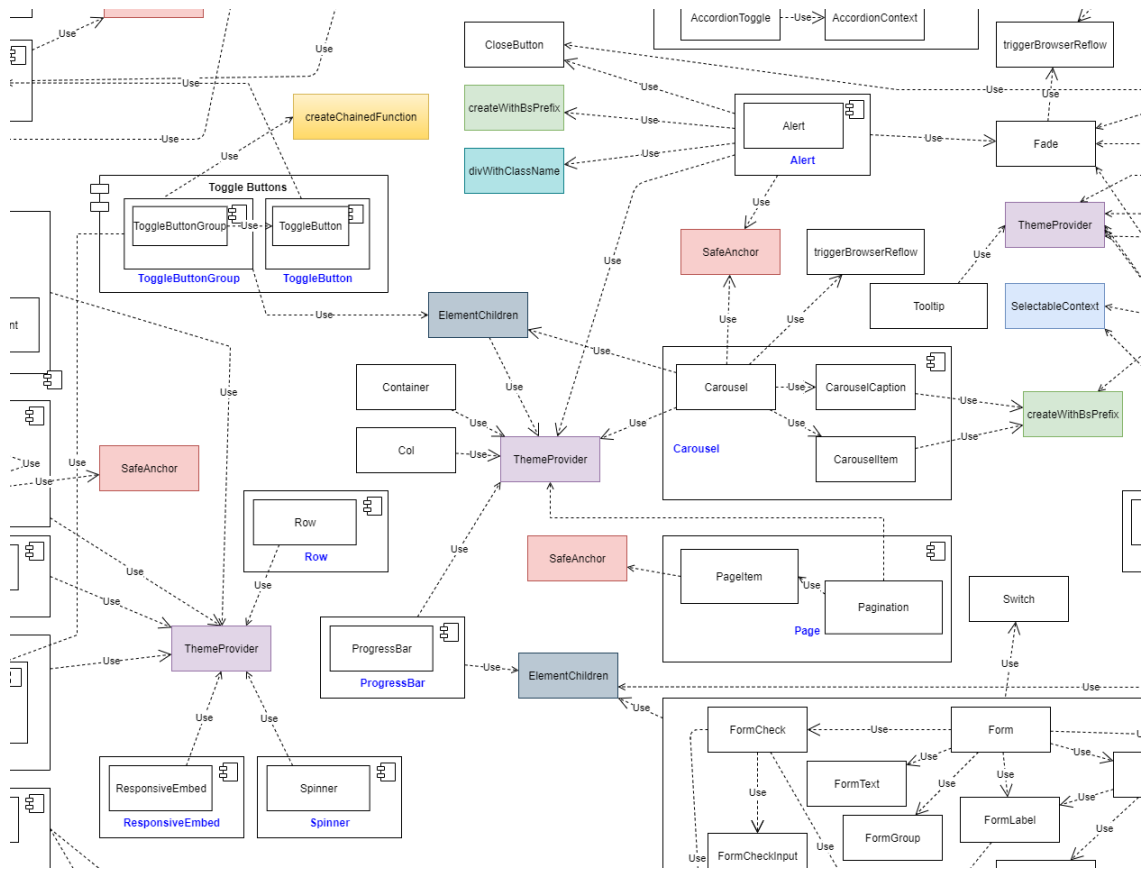 AccordionToggle
Use
AccordionContext
Use
CloseButton
triggerBrowserReflow
Use
Use
Use
createWithBsPrefix
createChainedFunction
Use
Alert
Alert
Use
Use
Use
Fade
Use
divWithClassName
Use
Use
Toggle Buttons
ToggleButtonGroup
Use
ToggleButton
ToggleButtonGroup
ToggleButton
Use
SafeAnchor
triggerBrowserReflow
ThemeProvider
Use
Use
Tooltip
SelectableContext
Use
ElementChildren
Use
Use
Use
Use
Use
nt
Use
Container
Use
Carousel
Use
CarouselCaption
Use
createWithBsPrefix
Use
Col
Use
ThemeProvider
Use
Use
CarouselItem
Use
Carousel
Use
Use
Use
SafeAnchor
Row
Row
Use
Use
Use
Use
SafeAnchor
Use
PageItem
Use
Pagination
Page
Switch
Use
ThemeProvider
Use
ProgressBar
ProgressBar
Use
ElementChildren
Use
Use
Use
Use
Use
FormCheck
Use
Form
Use
Use
Use
Use
FormText
Use
Use
FormGroup
FormLabel
Use
Use
Use
Use
FormCheckInput
ResponsiveEmbed
ResponsiveEmbed
Spinner
Spinner